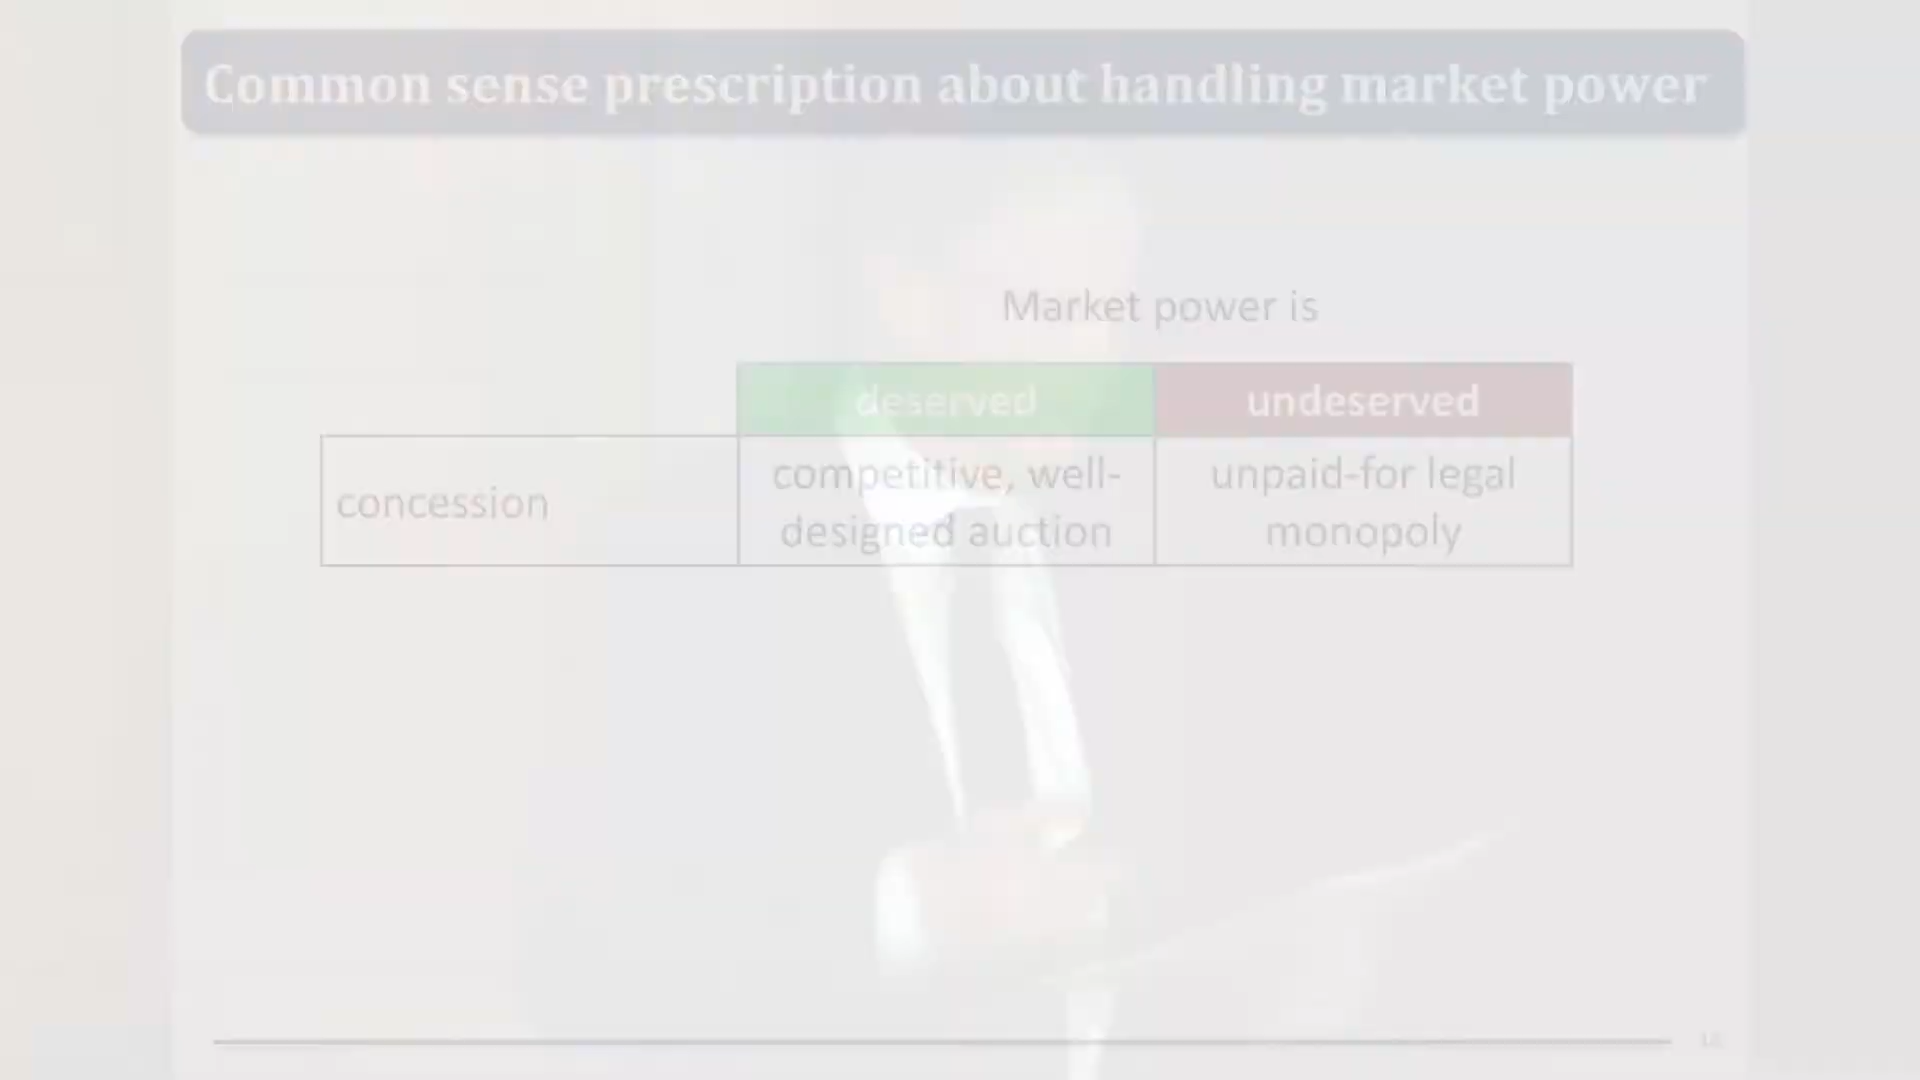 Common sense prescription about handling market power
Market power is
deserved
undeserved
concession
competitive, well-
designed auction
unpaid-for legal
monopoly